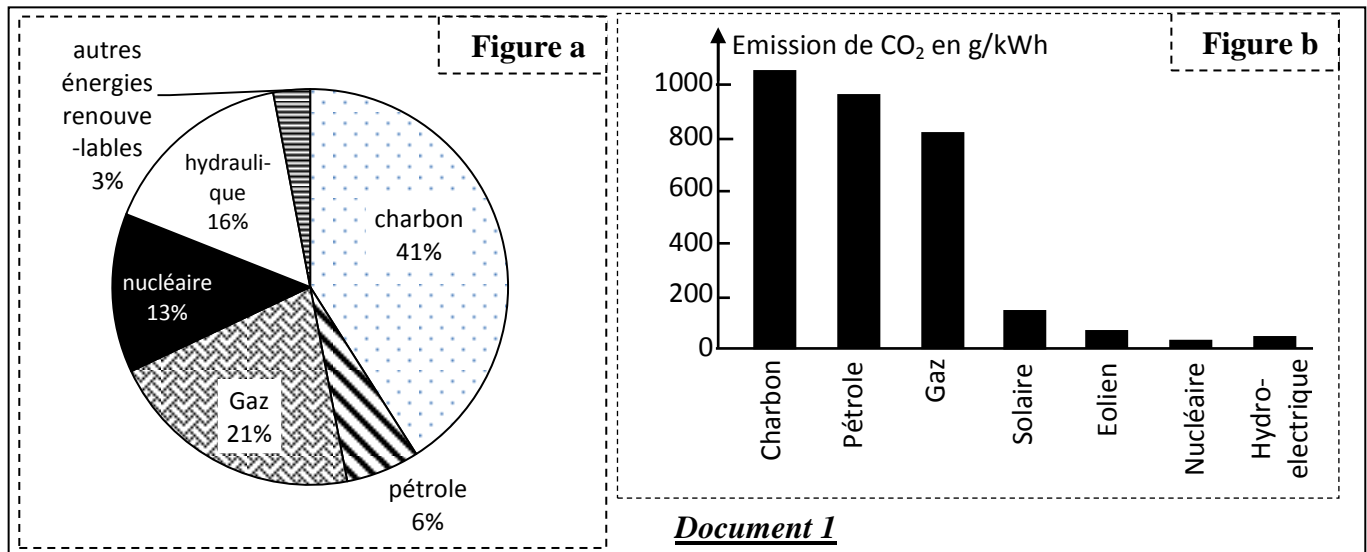 Figure a
autres
énergies
renouve
-lables
3%
hydrauli-
que
16%
charbon
41%
nucléaire
13%
Gaz
21%
pétrole
6%
Figure b
Emission de CO₂ en g/kWh
1000
800
600
400
200
0
Charbon
Pétrole
Gaz
Solaire
Eolien
Nucléaire
Hydro-
electrique
Document 1